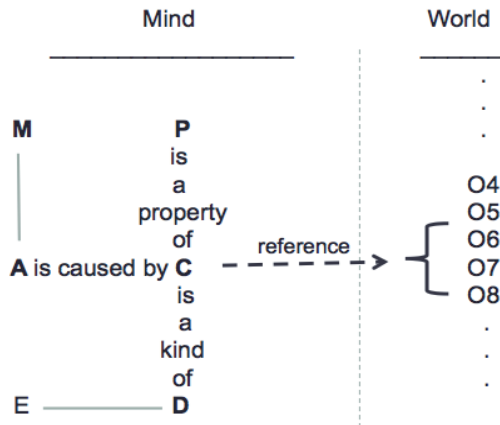 Mind World
.
.
.
M P
is
a O4
property O5
of O6
reference
A is caused by C O7
is O8
a .
kind .
of .
E D